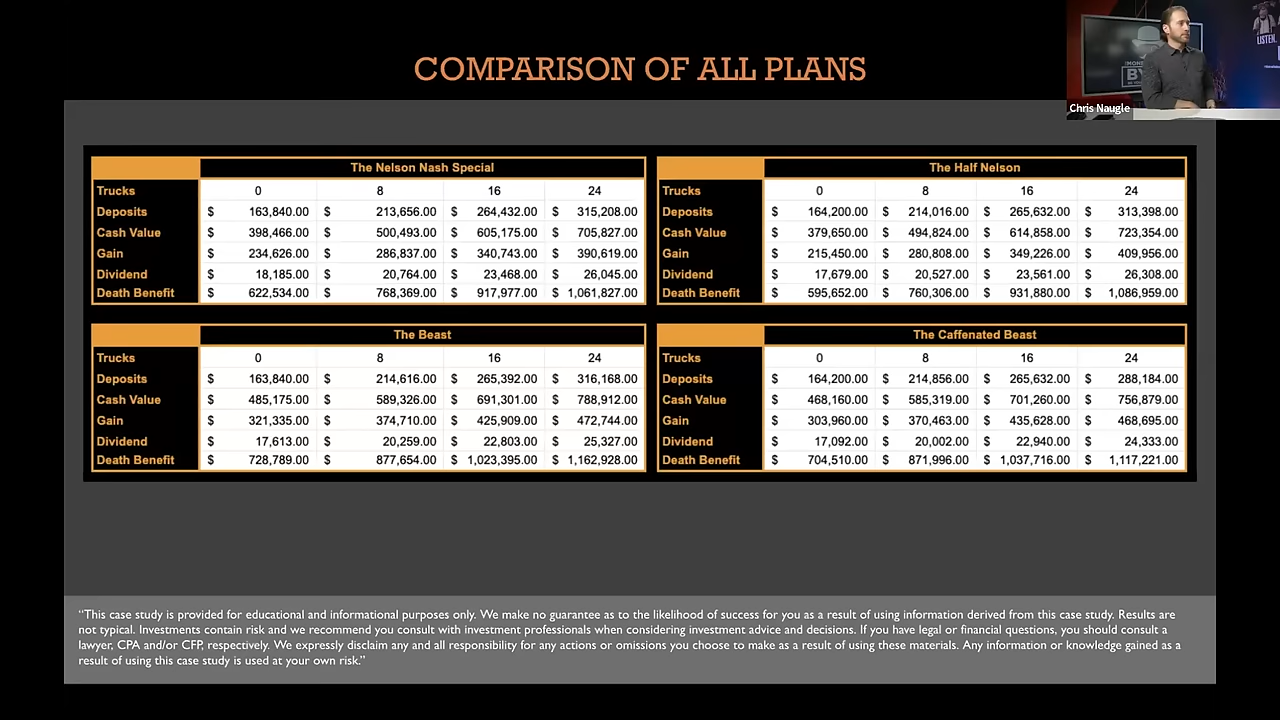 COMPARISON OF ALL PLANS
LISTEN.
Chris Naugle
The Nelson Nash Special
Trucks 0 8 16 24
Deposits $ 163,840.00 $ 213,656.00 $ 264,432.00 $ 315,208.00
Cash Value $ 398,466.00 $ 500,493.00 $ 605,175.00 $ 705,827.00
Gain $ 234,626.00 $ 286,837.00 $ 340,743.00 $ 390,619.00
Dividend $ 18,185.00 $ 20,764.00 $ 23,468.00 $ 26,045.00
Death Benefit $ 622,534.00 $ 768,369.00 $ 917,977.00 $ 1,061,827.00
The Half Nelson
Trucks 0 8 16 24
Deposits $ 164,200.00 $ 214,016.00 $ 265,632.00 $ 313,398.00
Cash Value $ 379,650.00 $ 494,824.00 $ 614,858.00 $ 723,354.00
Gain $ 215,450.00 $ 280,808.00 $ 349,226.00 $ 409,956.00
Dividend $ 17,679.00 $ 20,527.00 $ 23,561.00 $ 26,308.00
Death Benefit $ 595,652.00 $ 760,306.00 $ 931,880.00 $ 1,086,959.00
The Beast
Trucks 0 8 16 24
Deposits $ 163,840.00 $ 214,616.00 $ 265,392.00 $ 316,168.00
Cash Value $ 485,175.00 $ 589,326.00 $ 691,301.00 $ 788,912.00
Gain $ 321,335.00 $ 374,710.00 $ 425,909.00 $ 472,744.00
Dividend $ 17,613.00 $ 20,259.00 $ 22,803.00 $ 25,327.00
Death Benefit $ 728,789.00 $ 877,654.00 $ 1,023,395.00 $ 1,162,928.00
The Caffenated Beast
Trucks 0 8 16 24
Deposits $ 164,200.00 $ 214,856.00 $ 265,632.00 $ 288,184.00
Cash Value $ 468,160.00 $ 585,319.00 $ 701,260.00 $ 756,879.00
Gain $ 303,960.00 $ 370,463.00 $ 435,628.00 $ 468,695.00
Dividend $ 17,092.00 $ 20,002.00 $ 22,940.00 $ 24,333.00
Death Benefit $ 704,510.00 $ 871,996.00 $ 1,037,716.00 $ 1,117,221.00
“This case study is provided for educational and informational purposes only. We make no guarantee as to the likelihood of success for you as a result of using information derived from this case study. Results are
not typical. Investments contain risk and we recommend you consult with investment professionals when considering investment advice and decisions. If you have legal or financial questions, you should consult a
lawyer, CPA and/or CFP, respectively. We expressly disclaim any and all responsibility for any actions or omissions you choose to make as a result of using these materials. Any information or knowledge gained as a
result of using this case study is used at your own risk.”